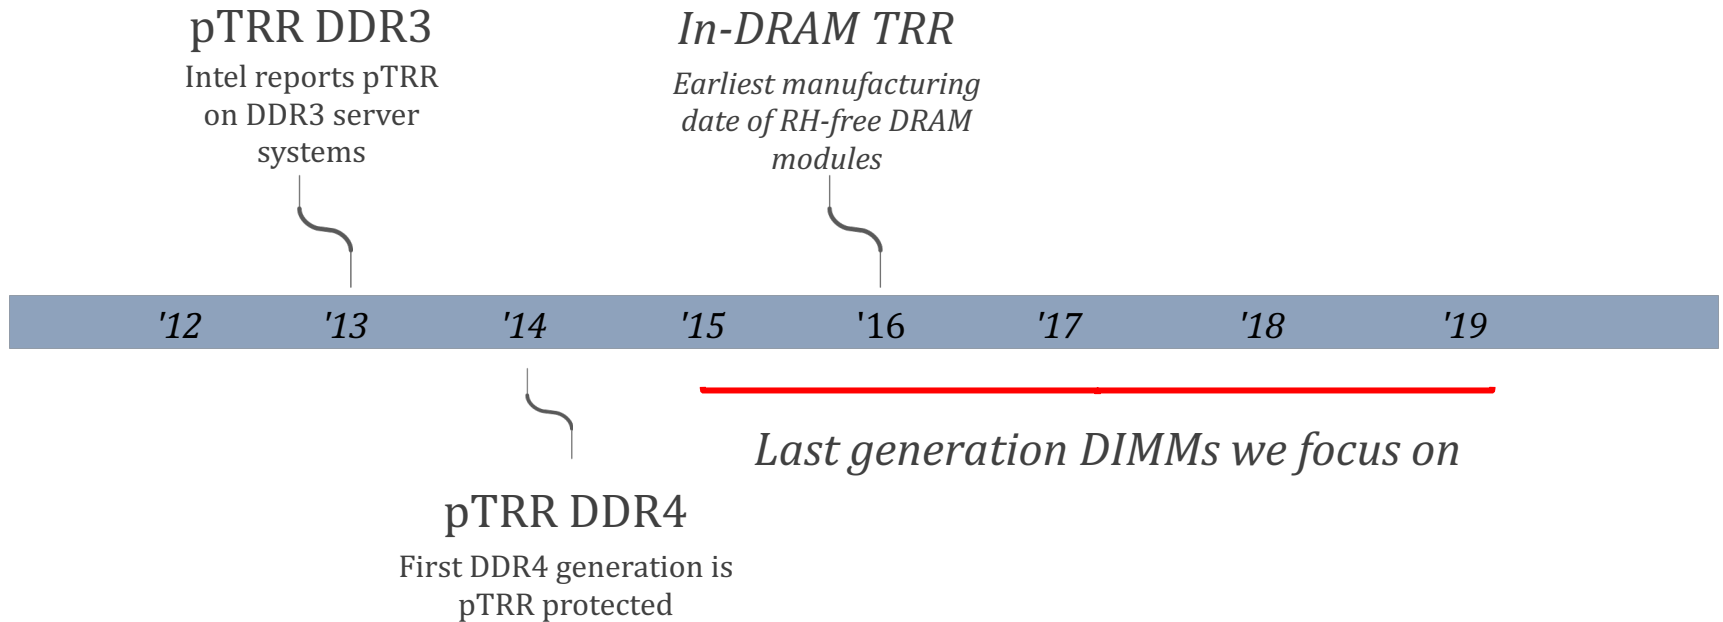 pTRR DDR3
Intel reports pTRR
on DDR3 server
systems
In-DRAM TRR
Earliest manufacturing
date of RH-free DRAM
modules
'12 '13 '14 '15 '16 '17 '18 '19
Last generation DIMMs we focus on
pTRR DDR4
First DDR4 generation is
pTRR protected